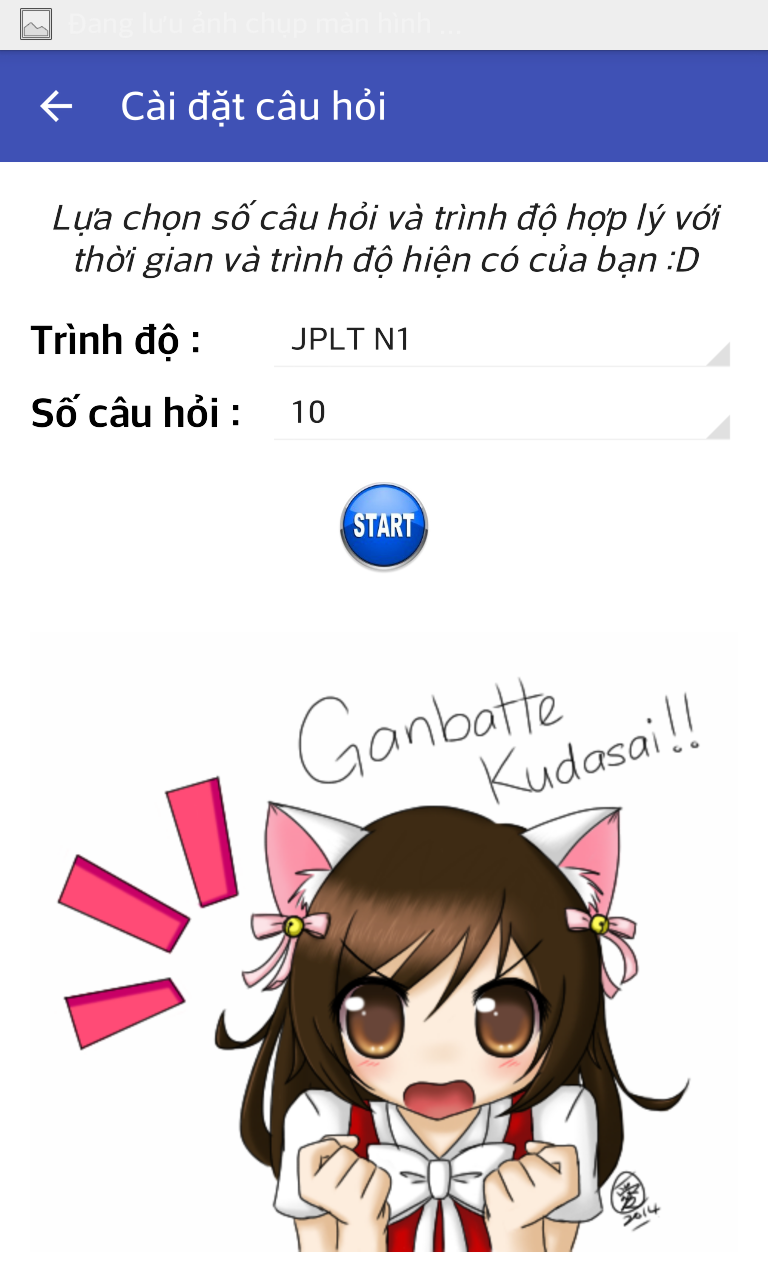 Đang lưu ảnh chụp màn hình ...
Cài đặt câu hỏi
Lựa chọn số câu hỏi và trình độ hợp lý với
thời gian và trình độ hiện có của bạn :D
Trình độ : JPLT N1
Số câu hỏi : 10
START
Ganbatte
Kudasai!!
2014